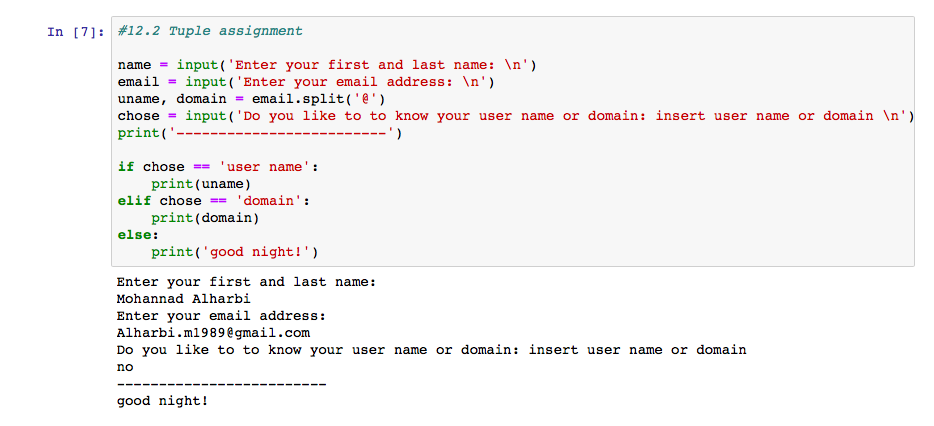 In [7]: #12.2 Tuple assignment
name = input('Enter your first and last name: \n')
email = input('Enter your email address: \n')
uname, domain = email.split('@')
chose = input('Do you like to to know your user name or domain: insert user name or domain \n')
print('-------------------------')
if chose == 'user name':
    print(uname)
elif chose == 'domain':
    print(domain)
else:
    print('good night!')
Enter your first and last name:
Mohannad Alharbi
Enter your email address:
Alharbi.m1989@gmail.com
Do you like to to know your user name or domain: insert user name or domain
no
-------------------------
good night!